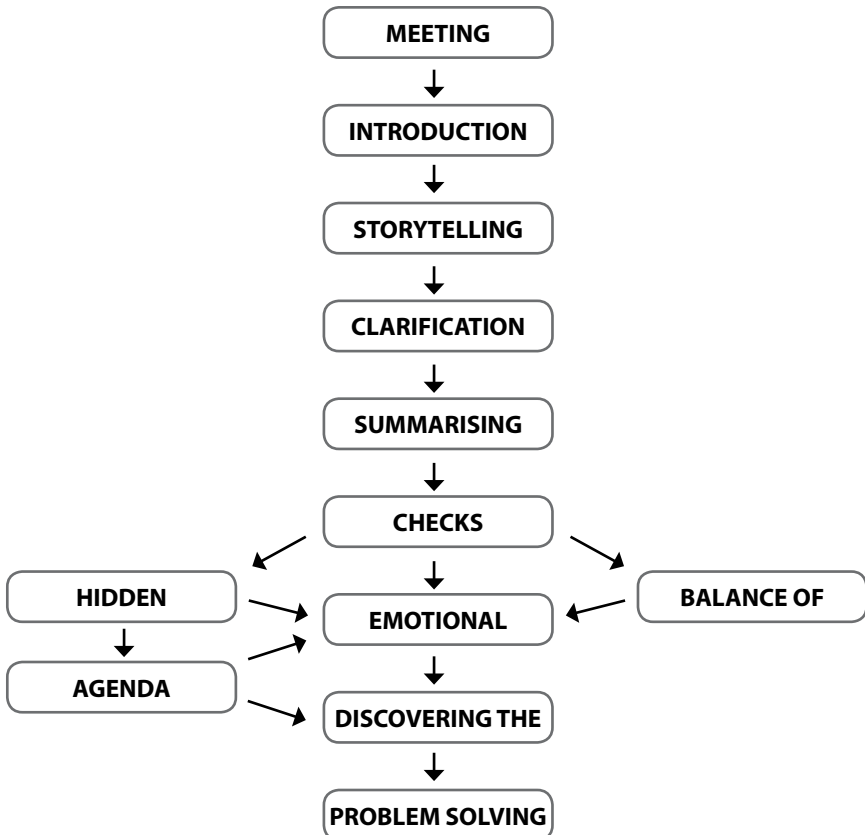 MEETING
INTRODUCTION
STORYTELLING
CLARIFICATION
SUMMARISING
CHECKS
HIDDEN
EMOTIONAL
BALANCE OF
AGENDA
DISCOVERING THE
PROBLEM SOLVING